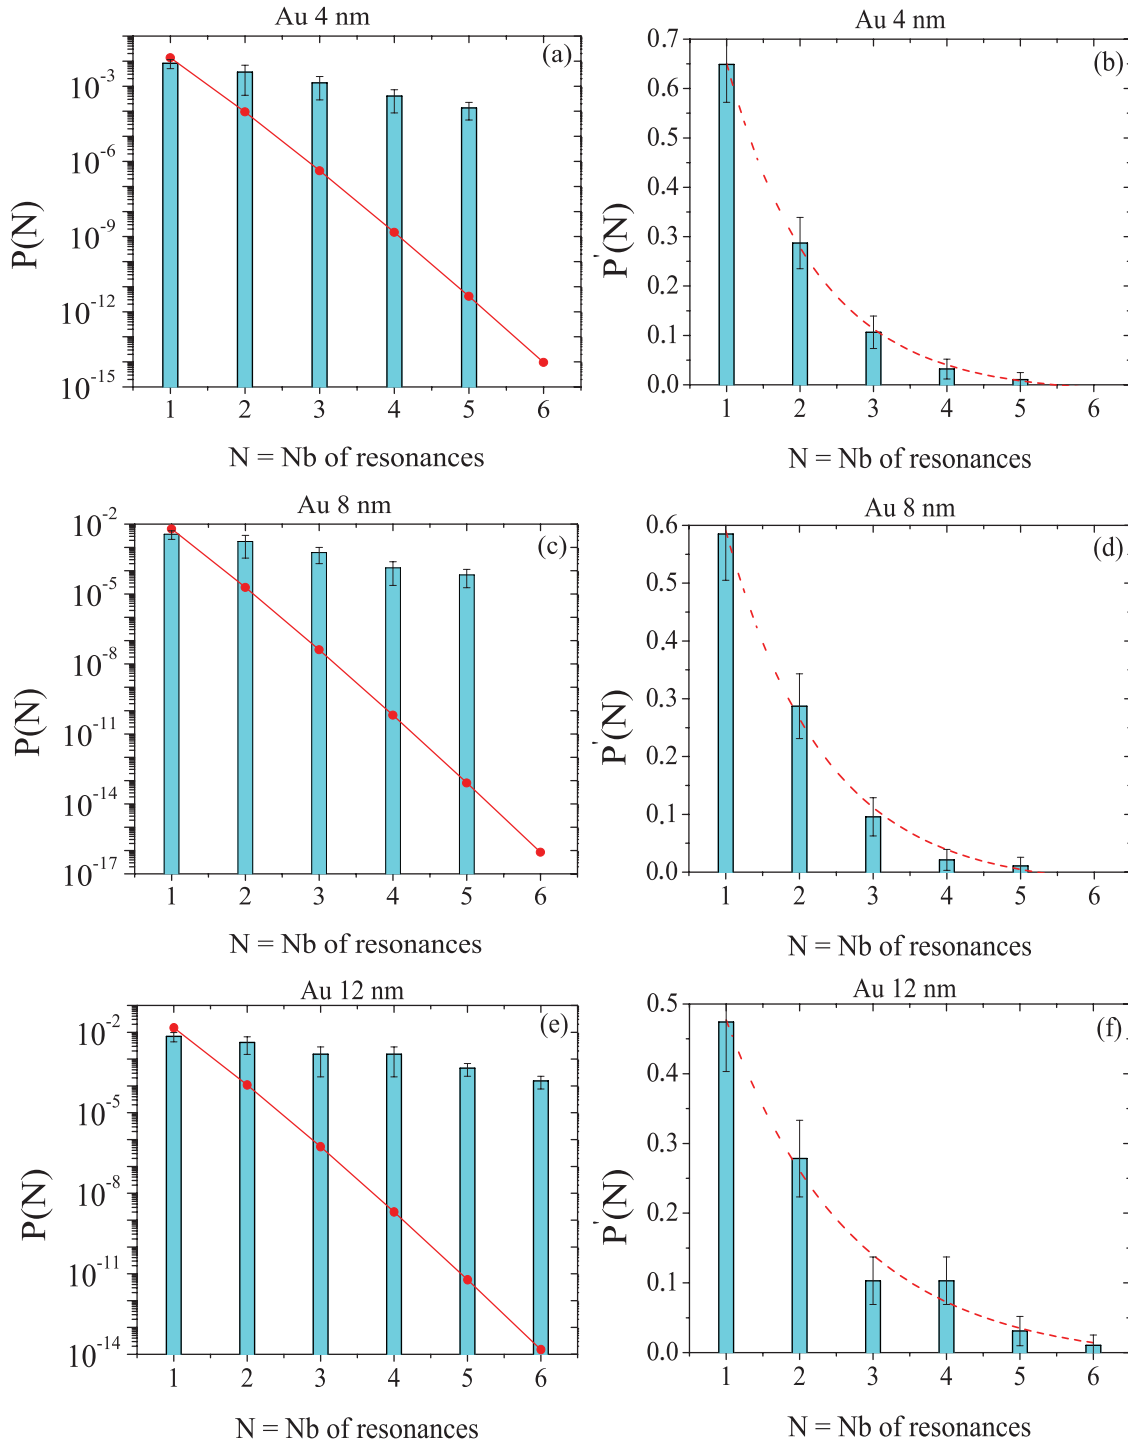 Au 4 nm
(a)
10^-3
10^-6
10^-9
10^-12
10^-15
P(N)
1 2 3 4 5 6
N = Nb of resonances
Au 4 nm
(b)
0.7
0.6
0.5
0.4
0.3
0.2
0.1
0.0
P'(N)
1 2 3 4 5 6
N = Nb of resonances
Au 8 nm
(c)
10^-2
10^-5
10^-8
10^-11
10^-14
10^-17
P(N)
1 2 3 4 5 6
N = Nb of resonances
Au 8 nm
(d)
0.6
0.5
0.4
0.3
0.2
0.1
0.0
P'(N)
1 2 3 4 5 6
N = Nb of resonances
Au 12 nm
(e)
10^-2
10^-5
10^-8
10^-11
10^-14
P(N)
1 2 3 4 5 6
N = Nb of resonances
Au 12 nm
(f)
0.5
0.4
0.3
0.2
0.1
0.0
P'(N)
1 2 3 4 5 6
N = Nb of resonances